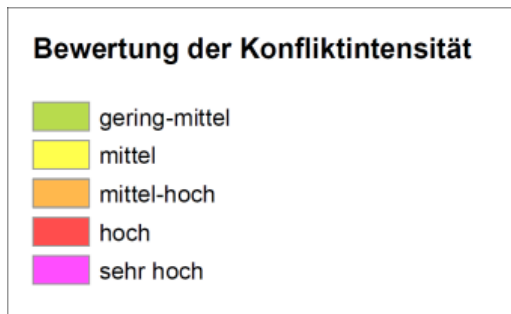 Bewertung der Konfliktintensität
gering-mittel
mittel
mittel-hoch
hoch
sehr hoch